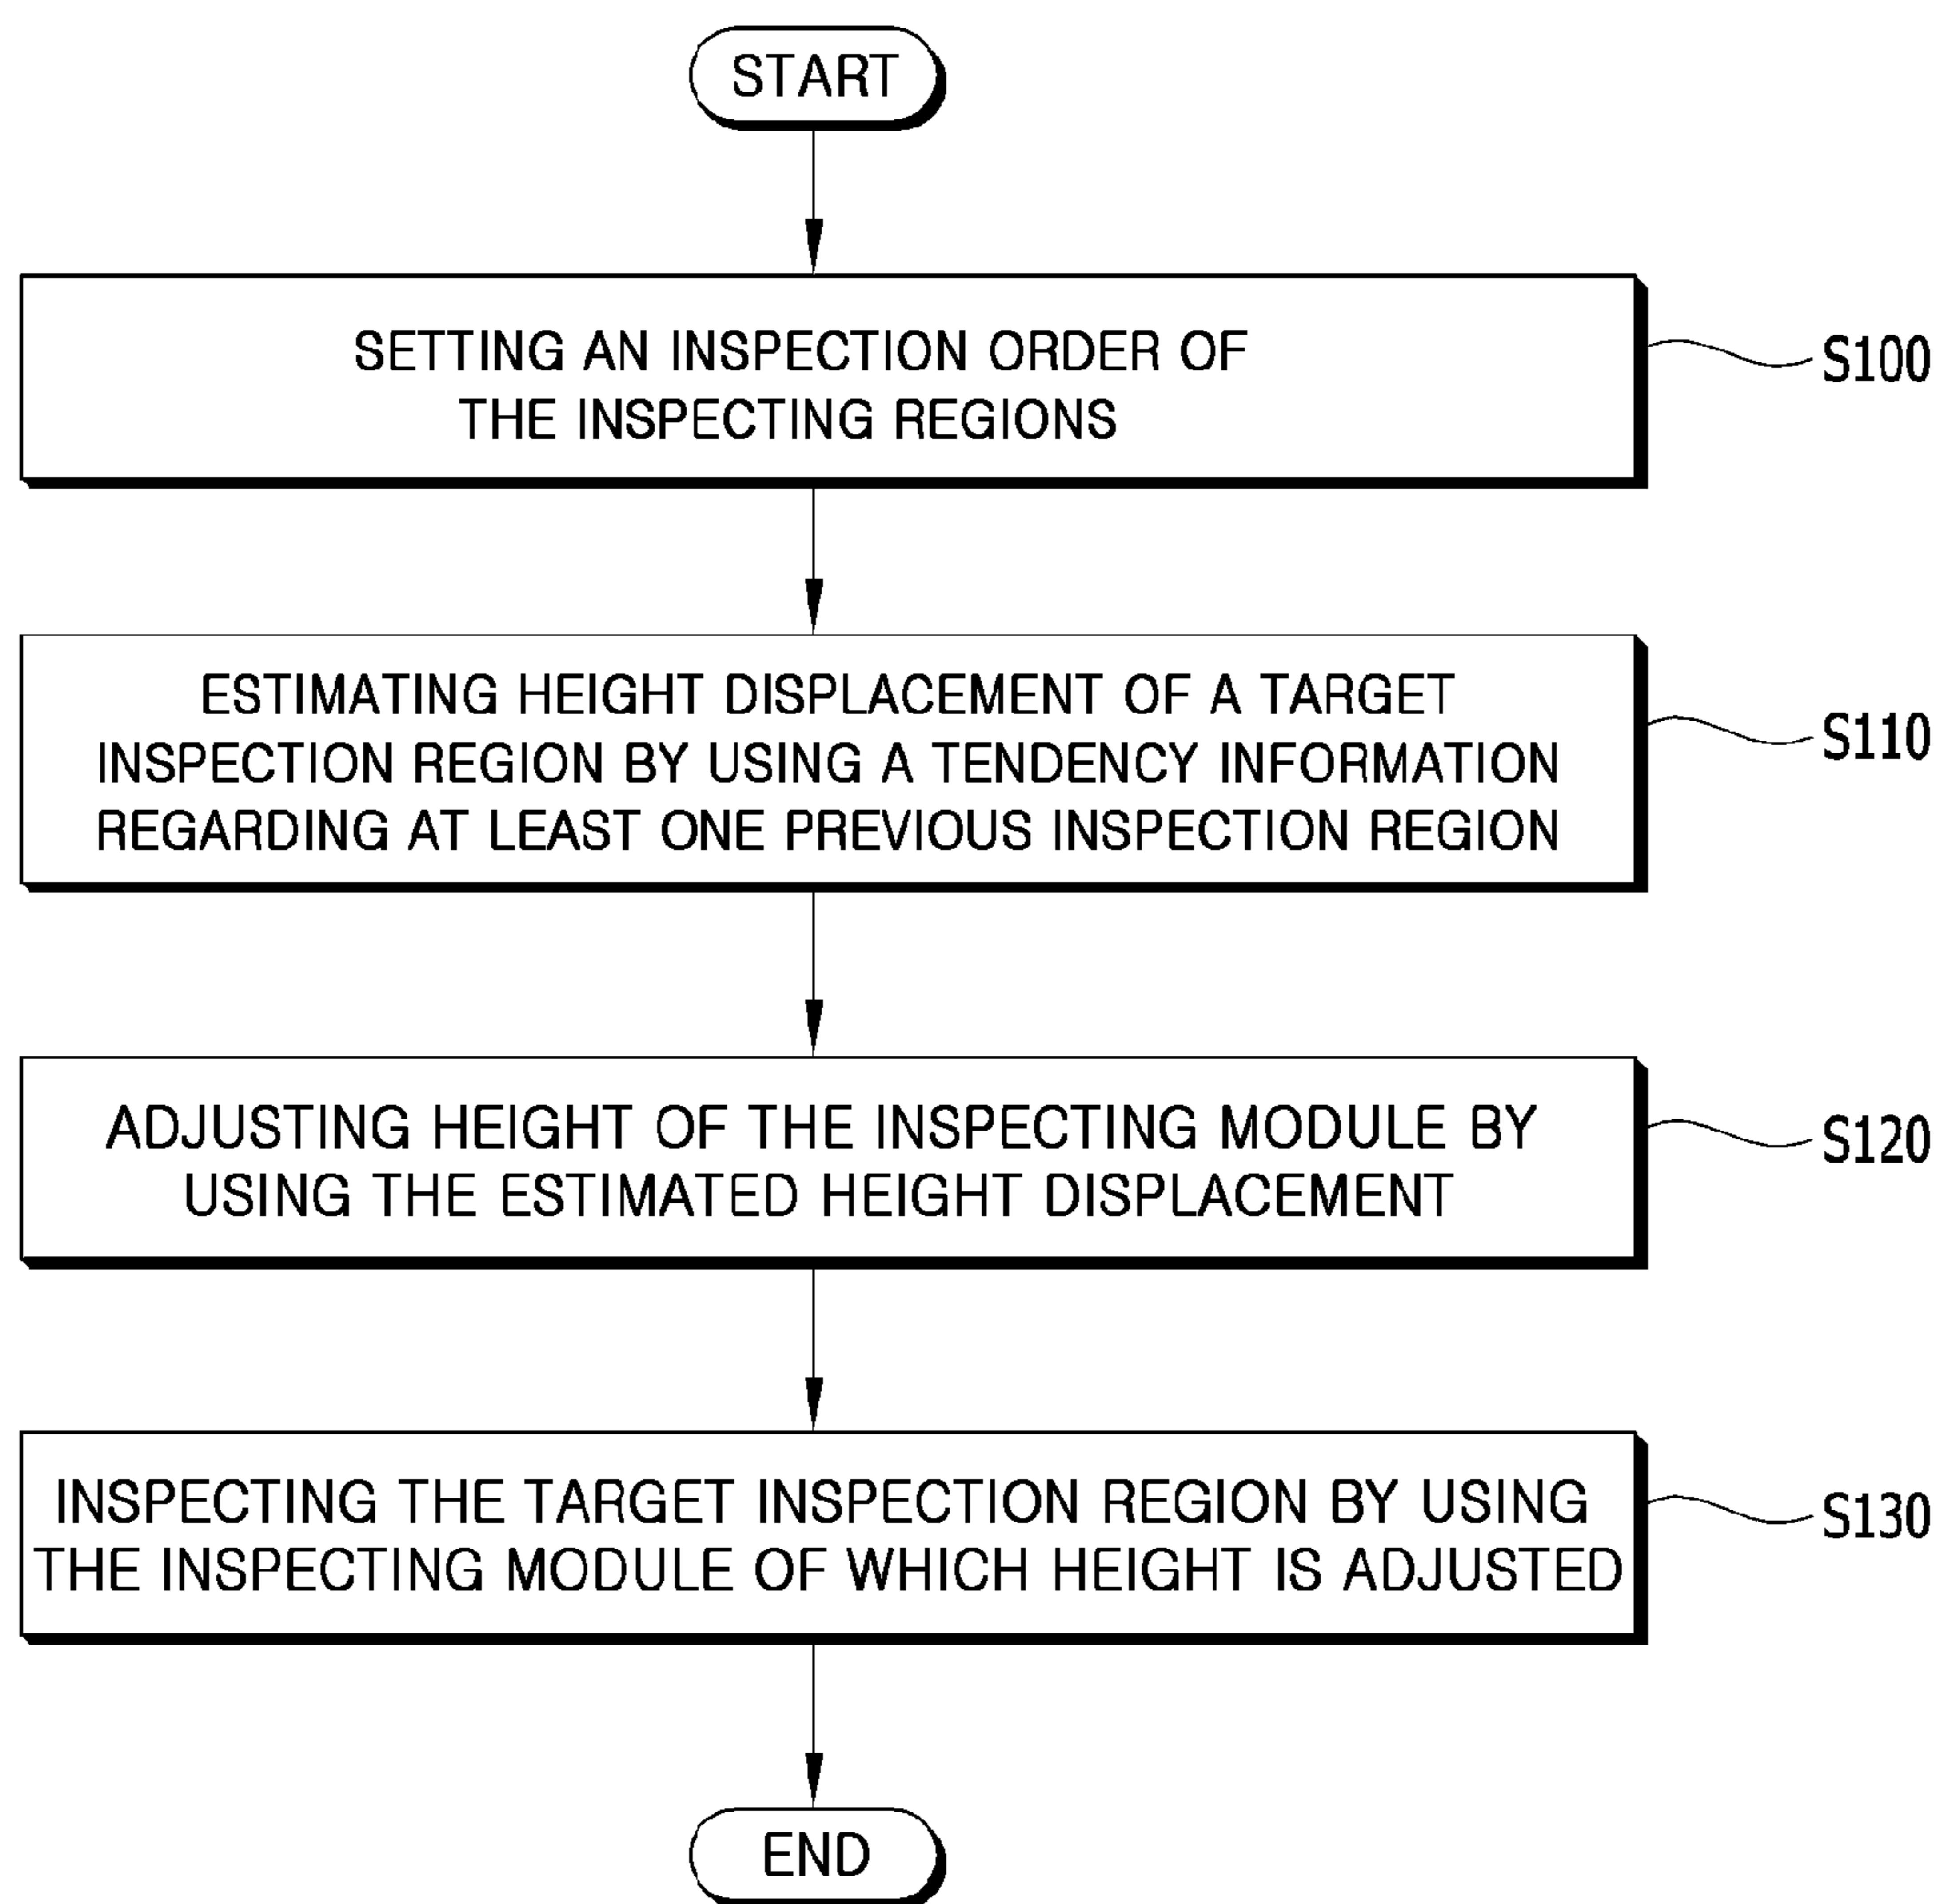 START
SETTING AN INSPECTION ORDER OF
THE INSPECTING REGIONS
S100
ESTIMATING HEIGHT DISPLACEMENT OF A TARGET
INSPECTION REGION BY USING A TENDENCY INFORMATION
REGARDING AT LEAST ONE PREVIOUS INSPECTION REGION
S110
ADJUSTING HEIGHT OF THE INSPECTING MODULE BY
USING THE ESTIMATED HEIGHT DISPLACEMENT
S120
INSPECTING THE TARGET INSPECTION REGION BY USING
THE INSPECTING MODULE OF WHICH HEIGHT IS ADJUSTED
S130
END